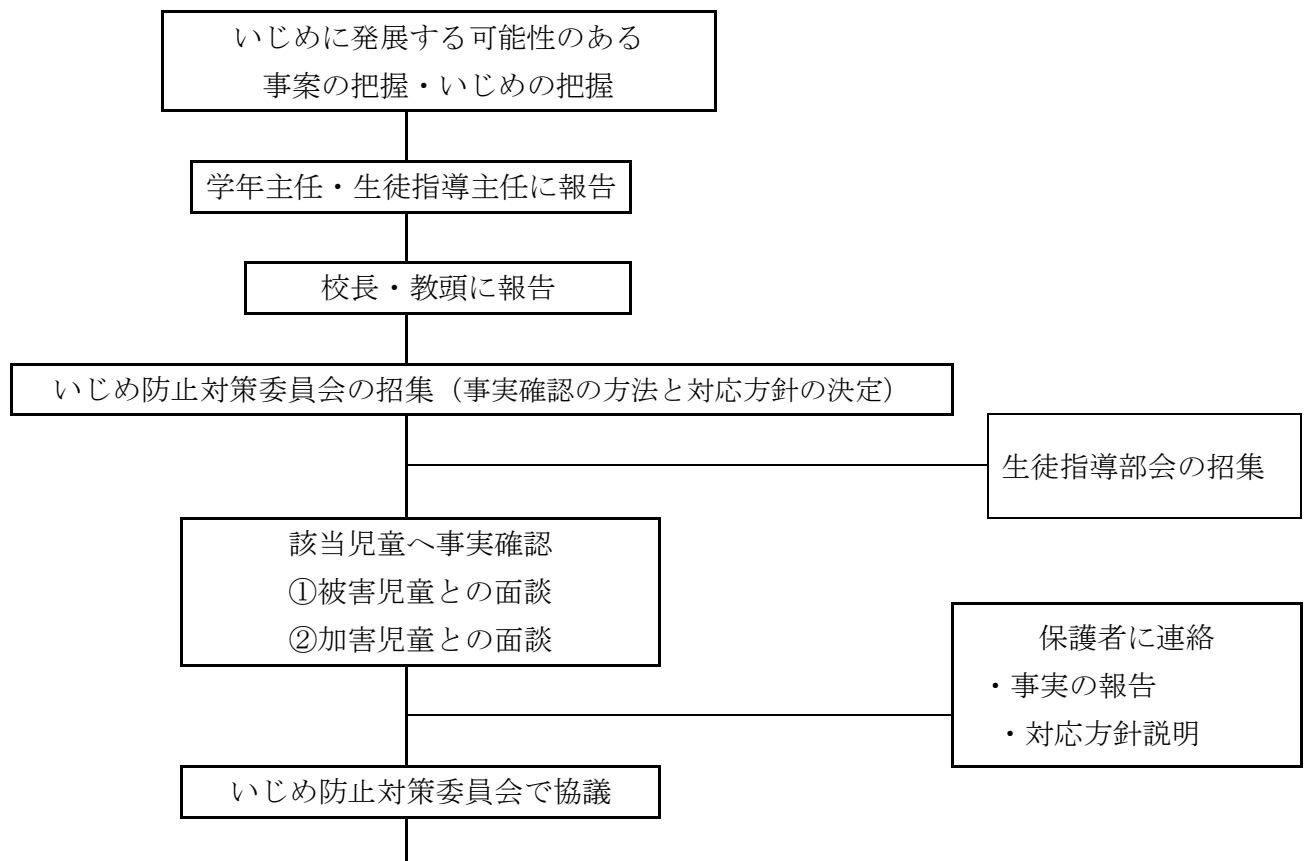 いじめに発展する可能性のある
事案の把握・いじめの把握
学年主任・生徒指導主任に報告
校長・教頭に報告
いじめ防止対策委員会の招集（事実確認の方法と対応方針の決定）
生徒指導部会の招集
該当児童へ事実確認
①被害児童との面談
②加害児童との面談
保護者に連絡
・事実の報告
・対応方針説明
いじめ防止対策委員会で協議